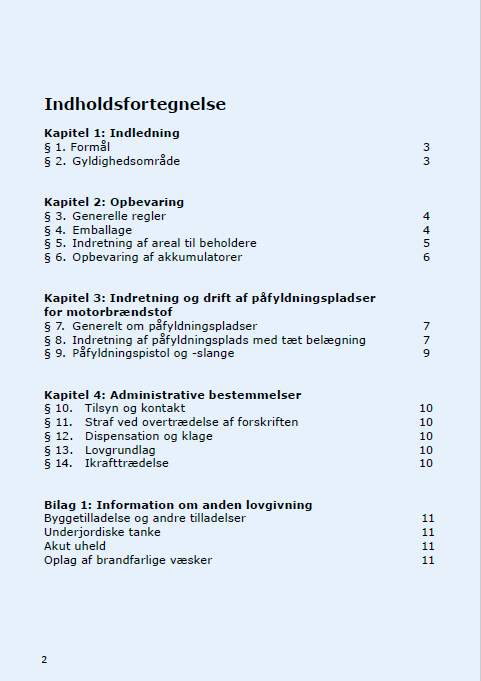 Indholdsfortegnelse
Kapitel 1: Indledning
§ 1. Formål 3
§ 2. Gyldighedsområde 3
Kapitel 2: Opbevaring
§ 3. Generelle regler 4
§ 4. Emballage 4
§ 5. Indretning af areal til beholdere 5
§ 6. Opbevaring af akkumulatorer 6
Kapitel 3: Indretning og drift af påfyldningspladser
for motorbrændstof
§ 7. Generelt om påfyldningspladser 7
§ 8. Indretning af påfyldningsplads med tæt belægning 7
§ 9. Påfyldningspistol og -slange 9
Kapitel 4: Administrative bestemmelser
§ 10. Tilsyn og kontakt 10
§ 11. Straf ved overtrædelse af forskriften 10
§ 12. Dispensation og klage 10
§ 13. Lovgrundlag 10
§ 14. Ikrafttrædelse 10
Bilag 1: Information om anden lovgivning
Byggetilladelse og andre tilladelser 11
Underjordiske tanke 11
Akut uheld 11
Oplag af brandfarlige væsker 11
2